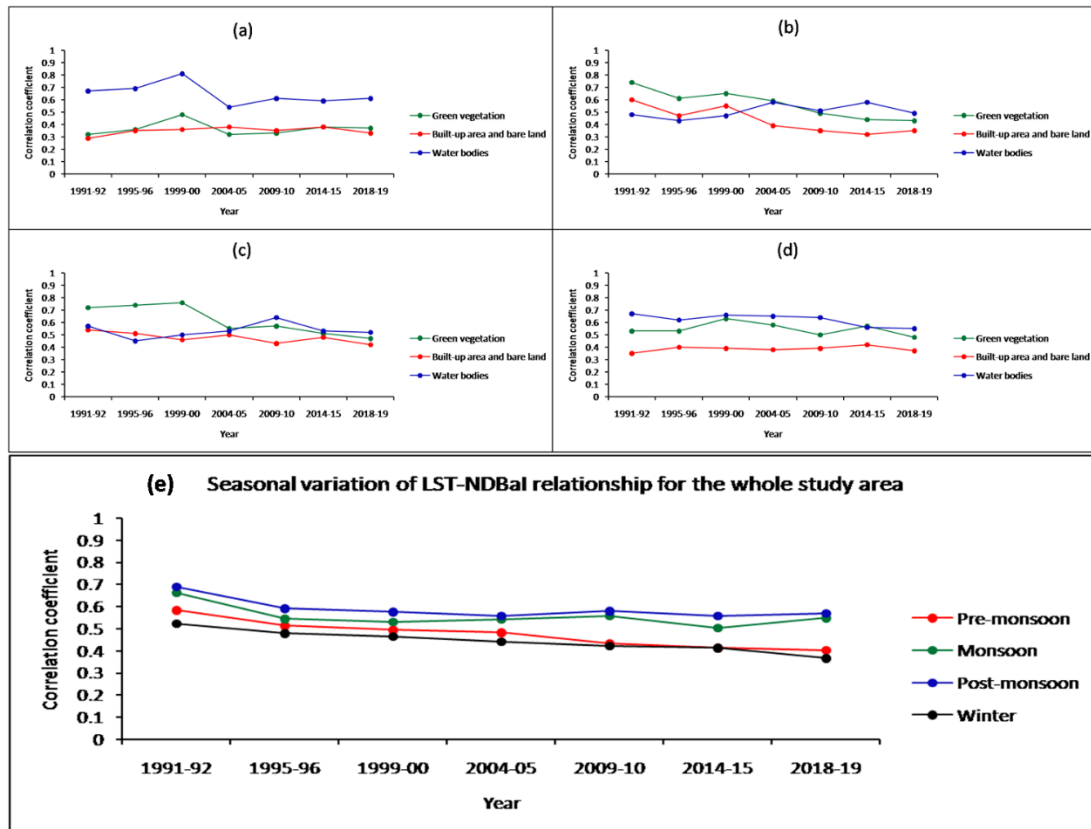 (a)
Correlation coefficient
1
0.9
0.8
0.7
0.6
0.5
0.4
0.3
0.2
0.1
0
1991-92 1995-96 1999-00 2004-05 2009-10 2014-15 2018-19
Year
Green vegetation
Built-up area and bare land
Water bodies
(b)
Correlation coefficient
1
0.9
0.8
0.7
0.6
0.5
0.4
0.3
0.2
0.1
0
1991-92 1995-96 1999-00 2004-05 2009-10 2014-15 2018-19
Year
Green vegetation
Built-up area and bare land
Water bodies
(c)
Correlation coefficient
1
0.9
0.8
0.7
0.6
0.5
0.4
0.3
0.2
0.1
0
1991-92 1995-96 1999-00 2004-05 2009-10 2014-15 2018-19
Year
Green vegetation
Built-up area and bare land
Water bodies
(d)
Correlation coefficient
1
0.9
0.8
0.7
0.6
0.5
0.4
0.3
0.2
0.1
0
1991-92 1995-96 1999-00 2004-05 2009-10 2014-15 2018-19
Year
Green vegetation
Built-up area and bare land
Water bodies
(e) Seasonal variation of LST-NDBaI relationship for the whole study area
Correlation coefficient
1
0.9
0.8
0.7
0.6
0.5
0.4
0.3
0.2
0.1
0
1991-92 1995-96 1999-00 2004-05 2009-10 2014-15 2018-19
Year
Pre-monsoon
Monsoon
Post-monsoon
Winter